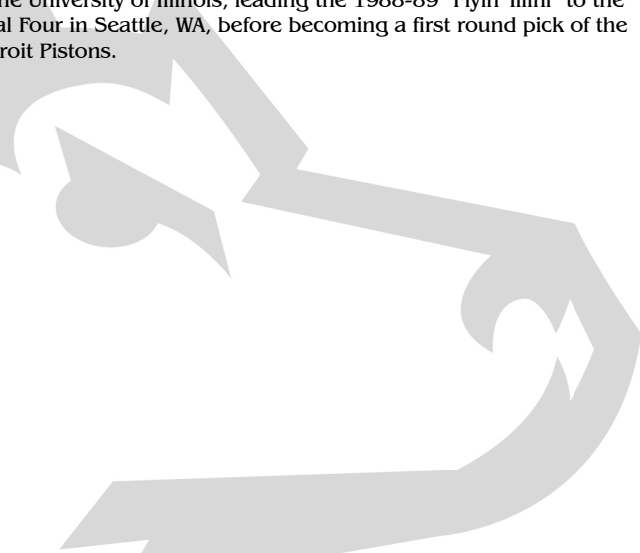 ne University of Illinois, leading the 1988-89 "Flyin' Illini" to the
al Four in Seattle, WA, before becoming a first round pick of the
roit Pistons.